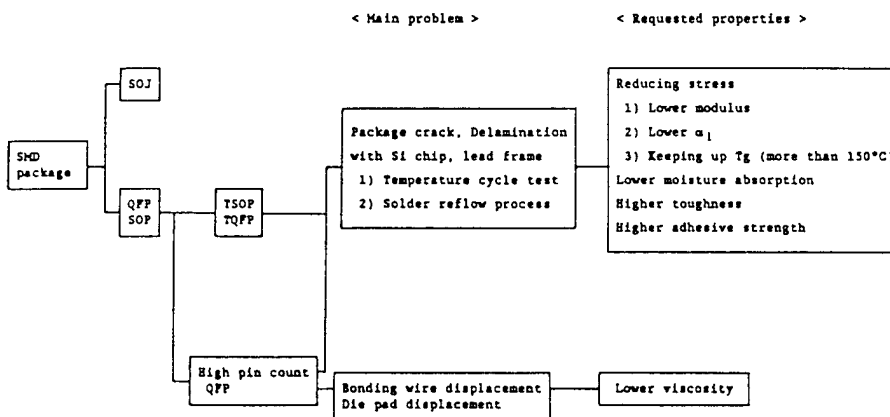 < Main problem >
< Requested properties >
SOJ
SMD
package
QFP
SOP
TSOP
TQFP
High pin count
QFP
Package crack, Delamination
with Si chip, lead frame
1) Temperature cycle test
2) Solder reflow process
Bonding wire displacement
Die pad displacement
Reducing stress
1) Lower modulus
2) Lower α₁
3) Keeping up Tg (more than 150°C)
Lower moisture absorption
Higher toughness
Higher adhesive strength
Lower viscosity